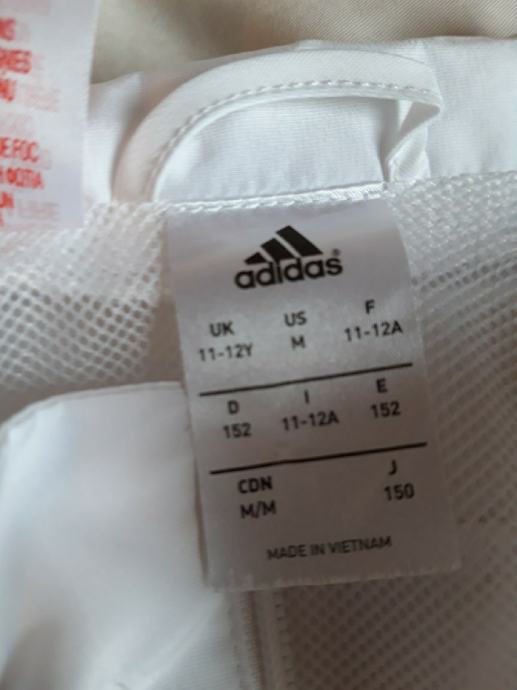 adidas®
UK US F
11-12Y M 11-12A
D I E
152 11-12A 152
CDN J
M/M 150
MADE IN VIETNAM